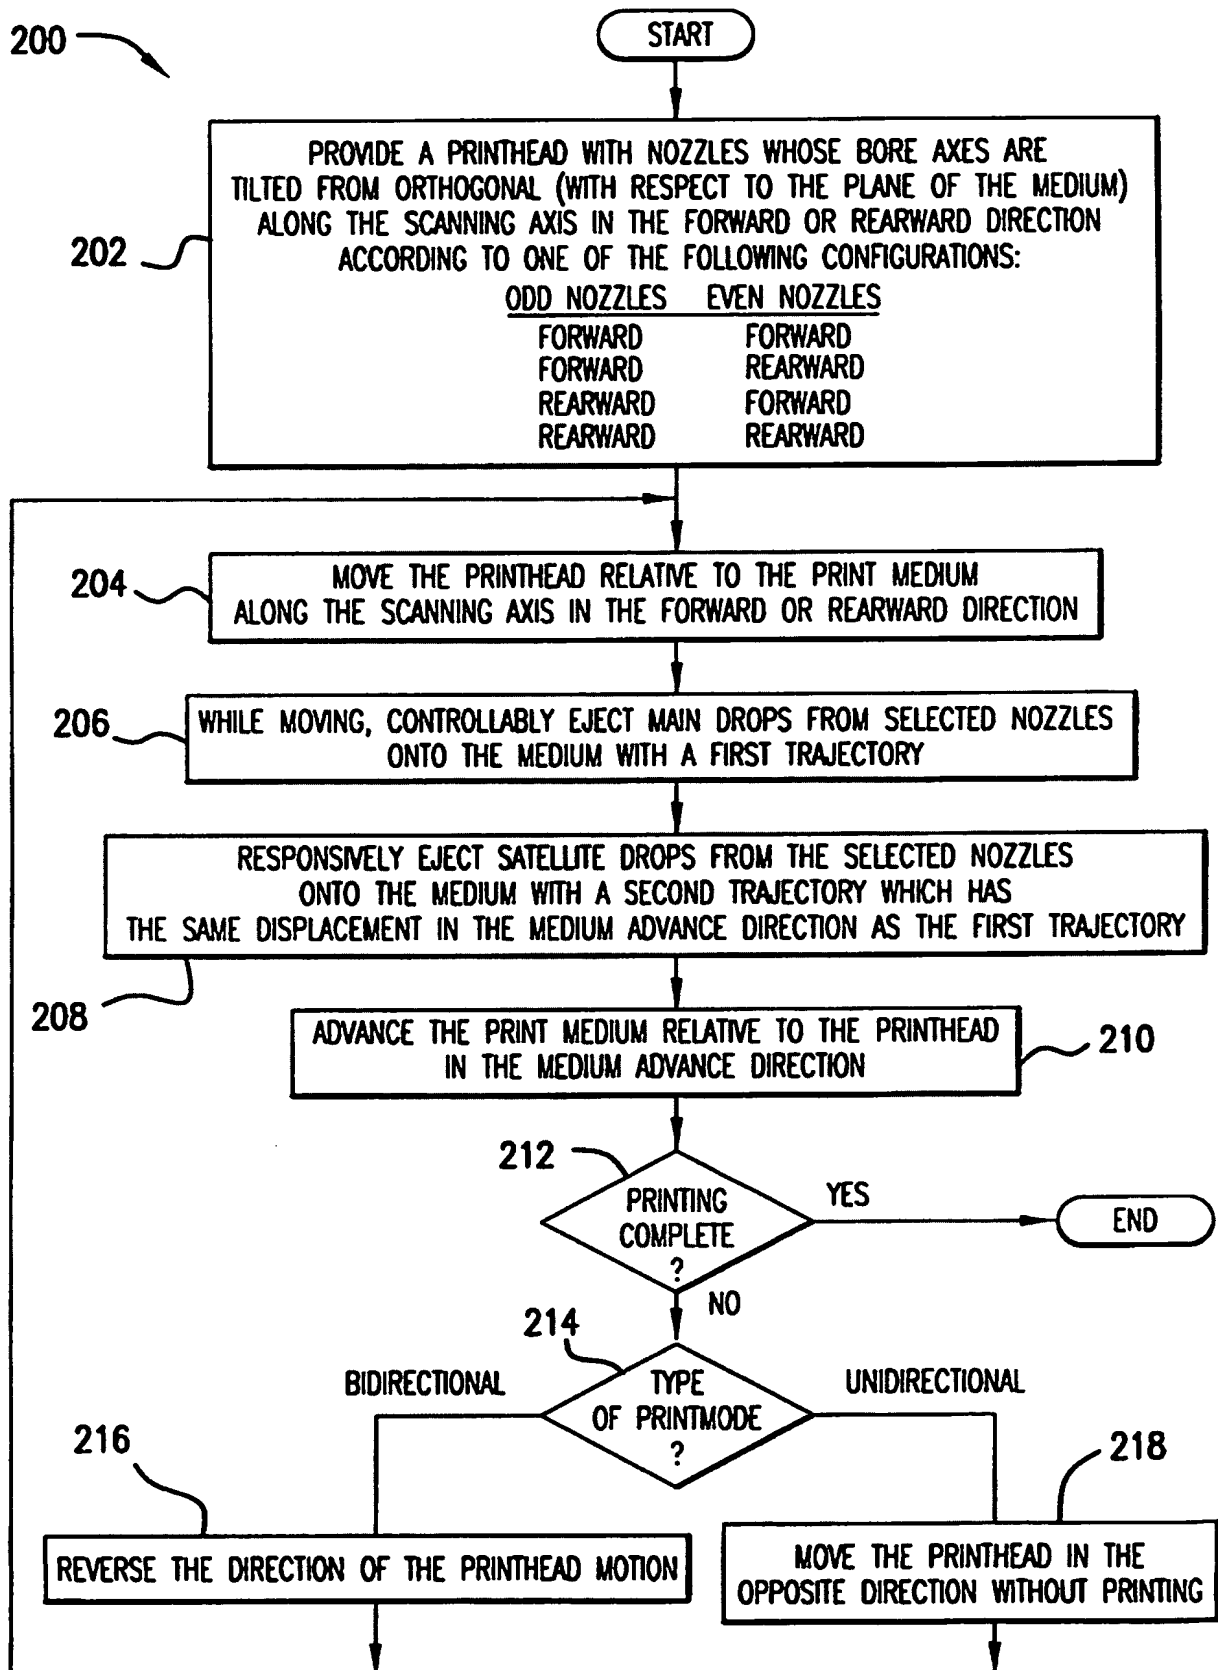 200
START
PROVIDE A PRINTHEAD WITH NOZZLES WHOSE BORE AXES ARE
TILTED FROM ORTHOGONAL (WITH RESPECT TO THE PLANE OF THE MEDIUM)
ALONG THE SCANNING AXIS IN THE FORWARD OR REARWARD DIRECTION
ACCORDING TO ONE OF THE FOLLOWING CONFIGURATIONS:
202
ODD NOZZLES EVEN NOZZLES
FORWARD FORWARD
FORWARD REARWARD
REARWARD FORWARD
REARWARD REARWARD
204
MOVE THE PRINTHEAD RELATIVE TO THE PRINT MEDIUM
ALONG THE SCANNING AXIS IN THE FORWARD OR REARWARD DIRECTION
206
WHILE MOVING, CONTROLLABLY EJECT MAIN DROPS FROM SELECTED NOZZLES
ONTO THE MEDIUM WITH A FIRST TRAJECTORY
RESPONSIVELY EJECT SATELLITE DROPS FROM THE SELECTED NOZZLES
ONTO THE MEDIUM WITH A SECOND TRAJECTORY WHICH HAS
THE SAME DISPLACEMENT IN THE MEDIUM ADVANCE DIRECTION AS THE FIRST TRAJECTORY
208
ADVANCE THE PRINT MEDIUM RELATIVE TO THE PRINTHEAD
IN THE MEDIUM ADVANCE DIRECTION
210
212
PRINTING
COMPLETE
?
YES
END
NO
214
BIDIRECTIONAL
TYPE
OF PRINTMODE
?
UNIDIRECTIONAL
216
218
REVERSE THE DIRECTION OF THE PRINTHEAD MOTION
MOVE THE PRINTHEAD IN THE
OPPOSITE DIRECTION WITHOUT PRINTING